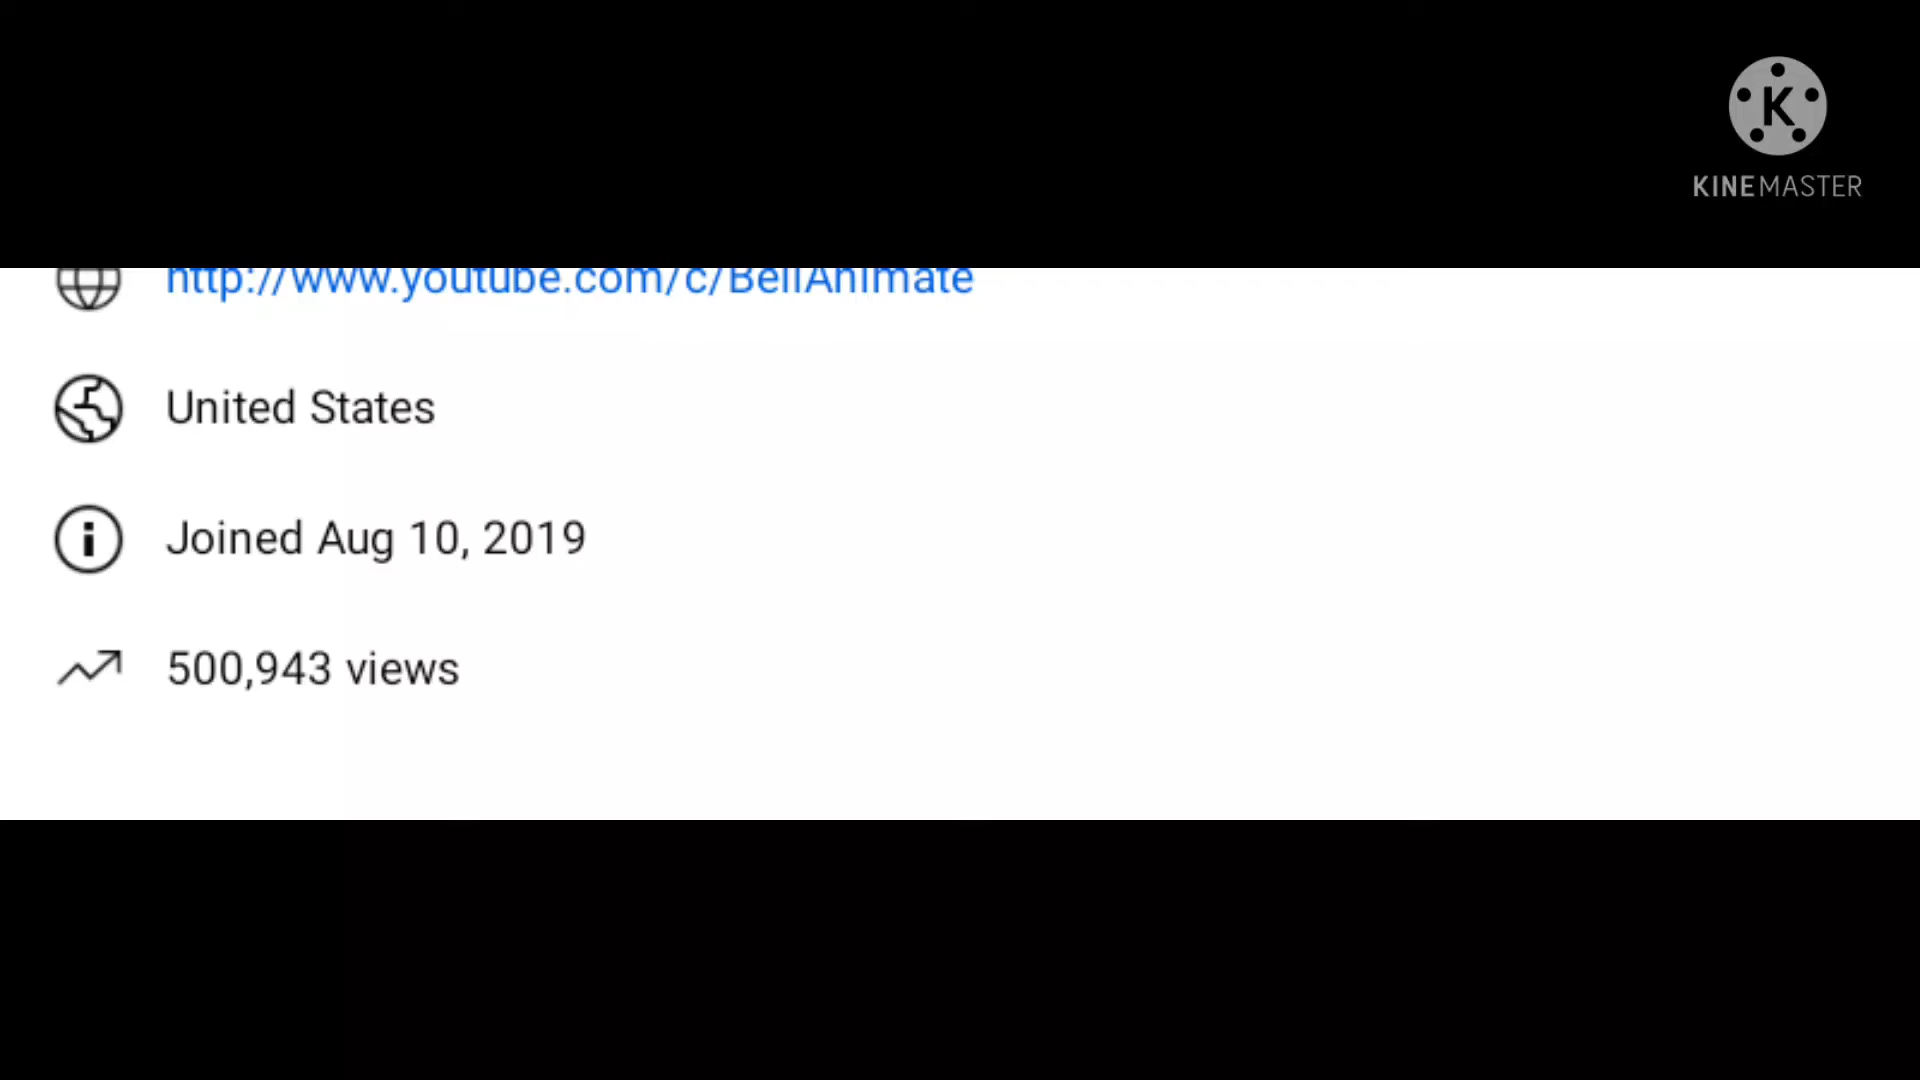 KINEMASTER
http://www.youtube.com/c/BellAnimate
United States
Joined Aug 10, 2019
500,943 views